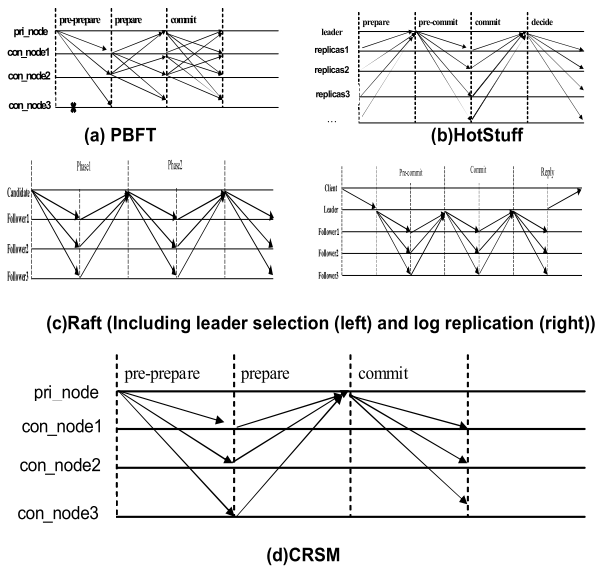 pre-prepare prepare commit
pri_node
con_node1
con_node2
con_node3
(a) PBFT
prepare pre-commit commit decide
leader
replicas1
replicas2
replicas3
...
(b)HotStuff
Phase1 Phase2
Candidate
Follower1
Follower2
Follower3
Pre-commit Commit Reply
Client
Leader
Follower1
Follower2
Follower3
(c)Raft (Including leader selection (left) and log replication (right))
pre-prepare prepare commit
pri_node
con_node1
con_node2
con_node3
(d)CRSM